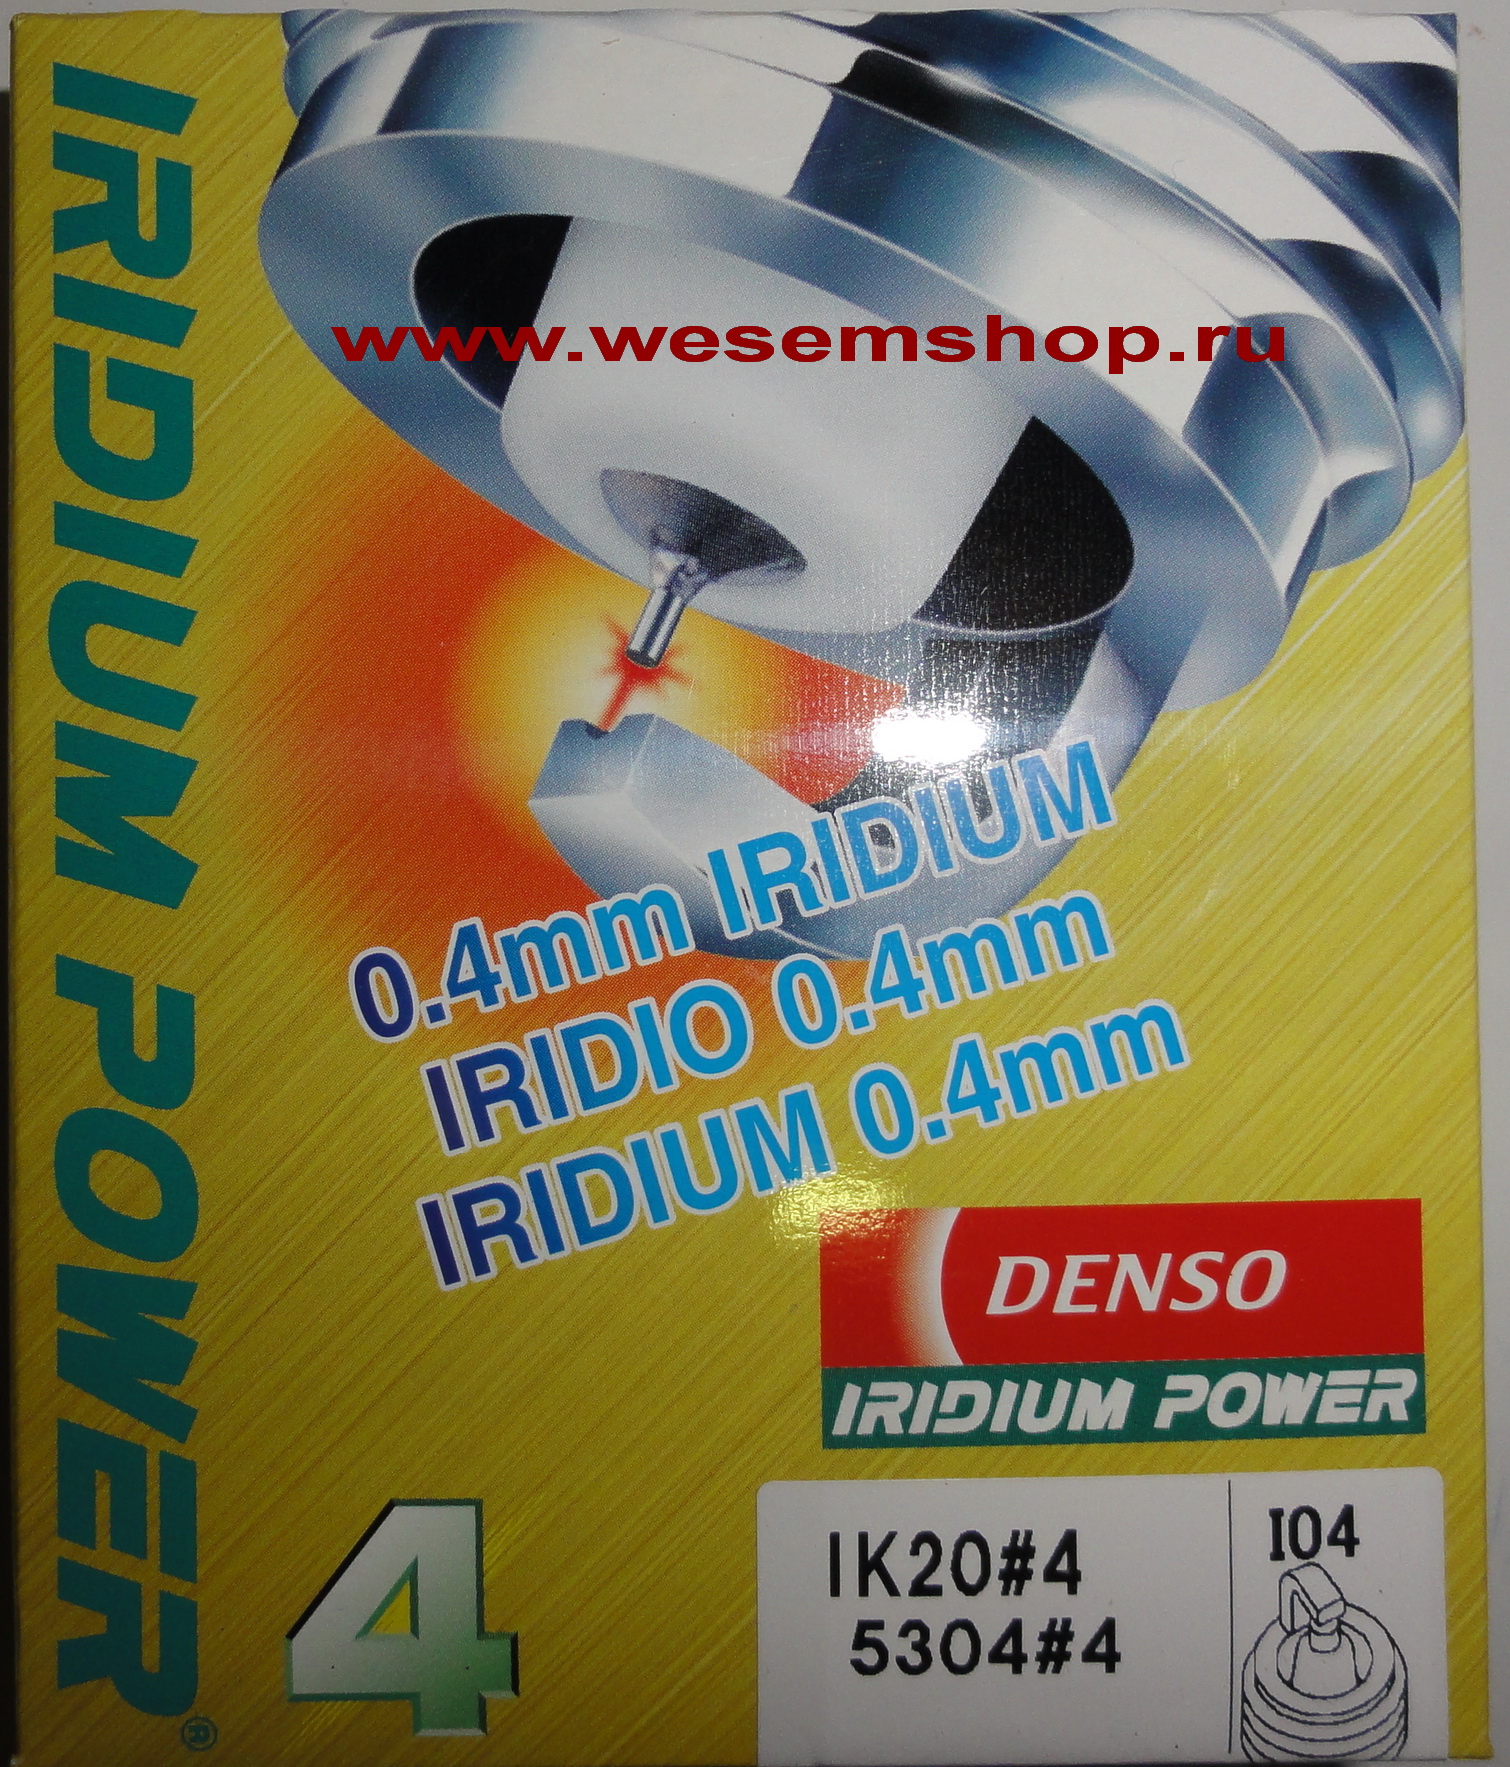 IRIDIUM POWER®
www.wesemshop.ru
0.4mm IRIDIUM
IRIDIO 0.4mm
IRIDIUM 0.4mm
DENSO
IRIDIUM POWER
4
IK20#4
5304#4
I04